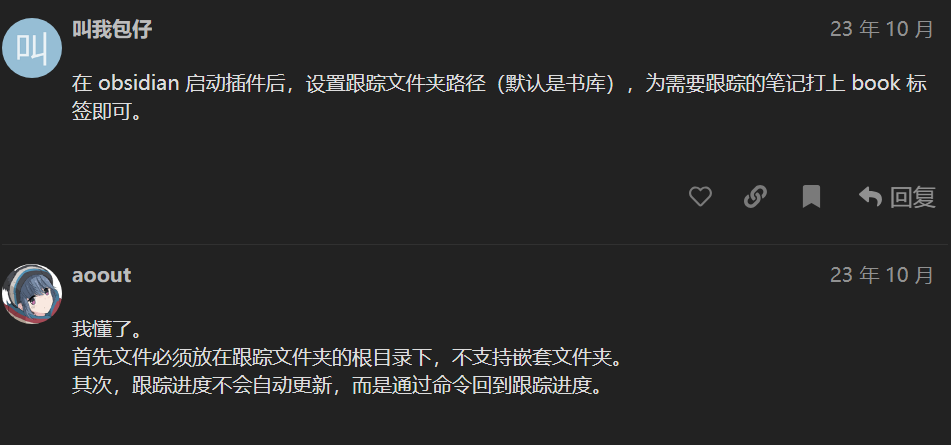 叫
叫我包仔
23 年 10 月
在 obsidian 启动插件后，设置跟踪文件夹路径（默认是书库），为需要跟踪的笔记打上 book 标
签即可。
回复
aoout
23 年 10 月
我懂了。
首先文件必须放在跟踪文件夹的根目录下，不支持嵌套文件夹。
其次，跟踪进度不会自动更新，而是通过命令回到跟踪进度。